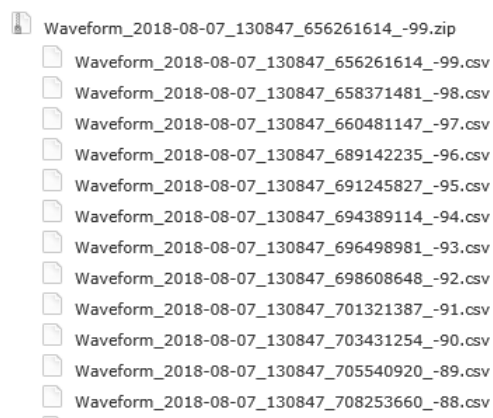 Waveform_2018-08-07_130847_656261614_-99.zip
Waveform_2018-08-07_130847_656261614_-99.csv
Waveform_2018-08-07_130847_658371481_-98.csv
Waveform_2018-08-07_130847_660481147_-97.csv
Waveform_2018-08-07_130847_689142235_-96.csv
Waveform_2018-08-07_130847_691245827_-95.csv
Waveform_2018-08-07_130847_694389114_-94.csv
Waveform_2018-08-07_130847_696498981_-93.csv
Waveform_2018-08-07_130847_698608648_-92.csv
Waveform_2018-08-07_130847_701321387_-91.csv
Waveform_2018-08-07_130847_703431254_-90.csv
Waveform_2018-08-07_130847_705540920_-89.csv
Waveform_2018-08-07_130847_708253660_-88.csv